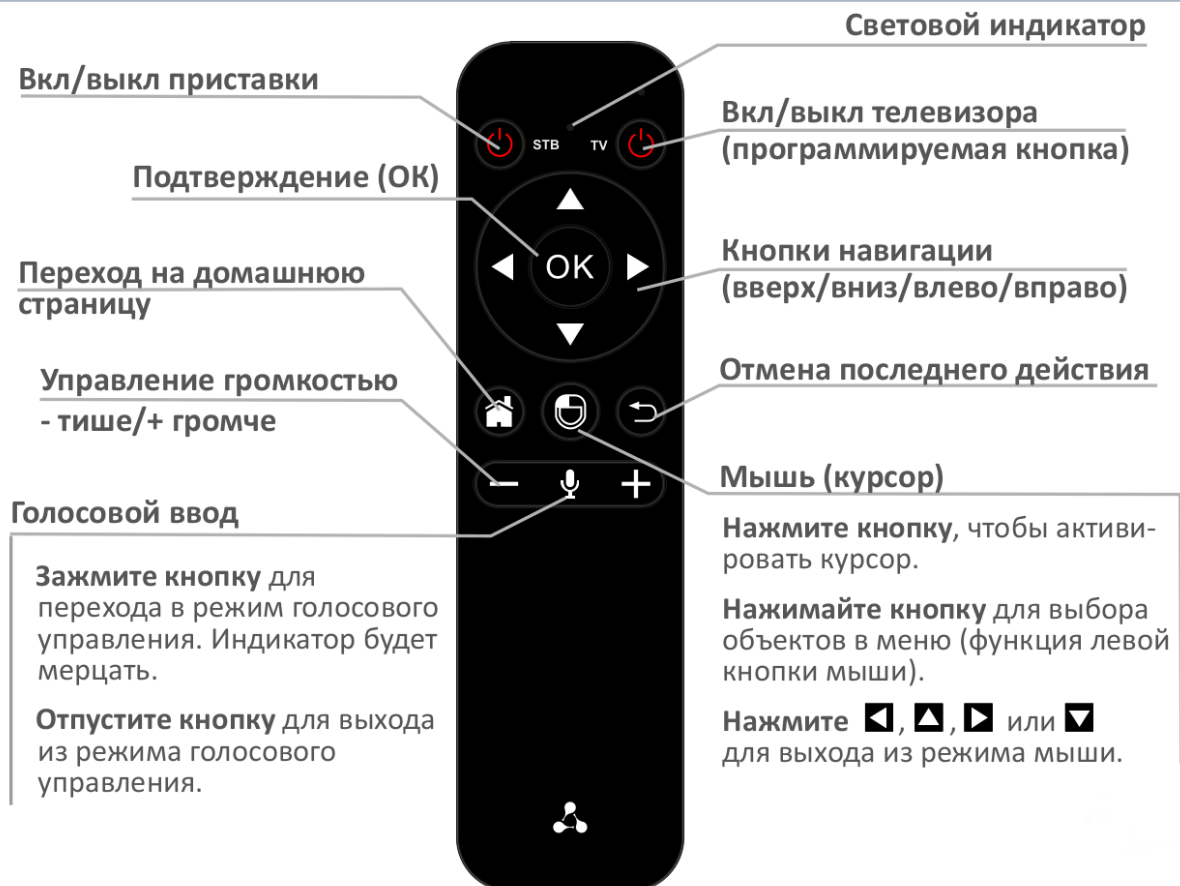 Световой индикатор
Вкл/выкл приставки
Вкл/выкл телевизора
(программируемая кнопка)
STB
TV
Подтверждение (ОК)
OK
Кнопки навигации
(вверх/вниз/влево/вправо)
Переход на домашнюю
страницу
Управление громкостью
- тише/+ громче
Отмена последнего действия
Голосовой ввод
Зажмите кнопку для
перехода в режим голосового
управления. Индикатор будет
мерцать.
Отпустите кнопку для выхода
из режима голосового
управления.
Мышь (курсор)
Нажмите кнопку, чтобы активи-
ровать курсор.
Нажимайте кнопку для выбора
объектов в меню (функция левой
кнопки мыши).
Нажмите ◀, ▲, ▶ или ▼
для выхода из режима мыши.